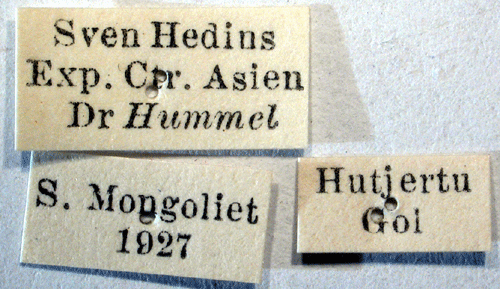 Sven Hedins
Exp. Ctr. Asien
Dr Hummel
S. Mongoliet
1927
Hutjertu
Gol